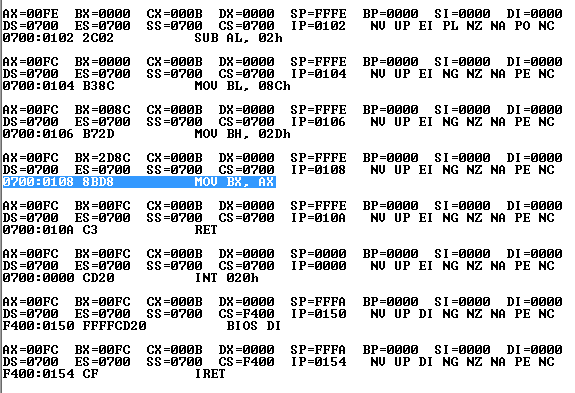 AX=00FE BX=0000 CX=000B DX=0000 SP=FFFE BP=0000 SI=0000 DI=0000
DS=0700 ES=0700 SS=0700 CS=0700 IP=0102 NV UP EI PL NZ NA PO NC
0700:0102 2C02 SUB AL, 02h
AX=00FC BX=0000 CX=000B DX=0000 SP=FFFE BP=0000 SI=0000 DI=0000
DS=0700 ES=0700 SS=0700 CS=0700 IP=0104 NV UP EI NG NZ NA PE NC
0700:0104 B38C MOV BL, 08Ch
AX=00FC BX=008C CX=000B DX=0000 SP=FFFE BP=0000 SI=0000 DI=0000
DS=0700 ES=0700 SS=0700 CS=0700 IP=0106 NV UP EI NG NZ NA PE NC
0700:0106 B72D MOV BH, 02Dh
AX=00FC BX=2D8C CX=000B DX=0000 SP=FFFE BP=0000 SI=0000 DI=0000
DS=0700 ES=0700 SS=0700 CS=0700 IP=0108 NV UP EI NG NZ NA PE NC
0700:0108 8BD8 MOV BX, AX
AX=00FC BX=00FC CX=000B DX=0000 SP=FFFE BP=0000 SI=0000 DI=0000
DS=0700 ES=0700 SS=0700 CS=0700 IP=010A NV UP EI NG NZ NA PE NC
0700:010A C3 RET
AX=00FC BX=00FC CX=000B DX=0000 SP=0000 BP=0000 SI=0000 DI=0000
DS=0700 ES=0700 SS=0700 CS=0700 IP=0000 NV UP EI NG NZ NA PE NC
0700:0000 CD20 INT 020h
AX=00FC BX=00FC CX=000B DX=0000 SP=FFFA BP=0000 SI=0000 DI=0000
DS=0700 ES=0700 SS=0700 CS=F400 IP=0150 NV UP DI NG NZ NA PE NC
F400:0150 FFFFCD20 BIOS DI
AX=00FC BX=00FC CX=000B DX=0000 SP=FFFA BP=0000 SI=0000 DI=0000
DS=0700 ES=0700 SS=0700 CS=F400 IP=0154 NV UP DI NG NZ NA PE NC
F400:0154 CF IRET